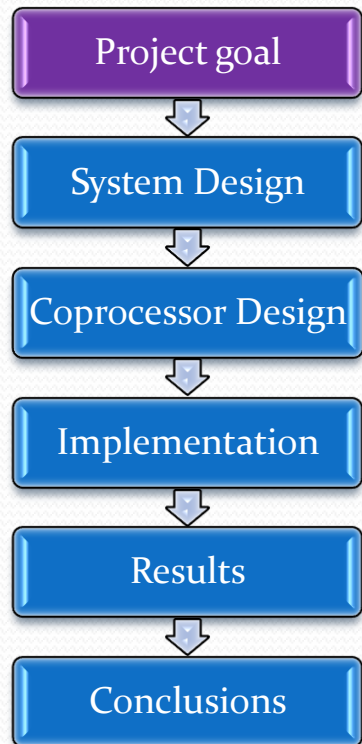 Project goal
System Design
Coprocessor Design
Implementation
Results
Conclusions